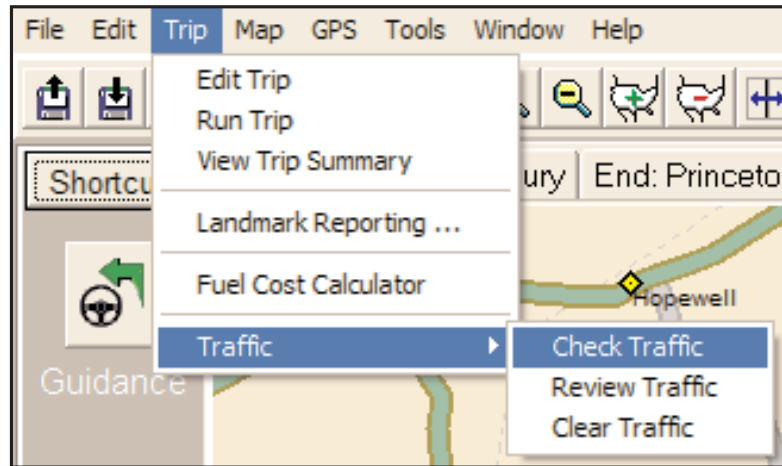 File Edit Trip Map GPS Tools Window Help
Edit Trip
Run Trip
View Trip Summary
Landmark Reporting ...
Fuel Cost Calculator
Traffic
Check Traffic
Review Traffic
Clear Traffic
Shortcu
ury
End: Princeto
Hopewell
Guidance